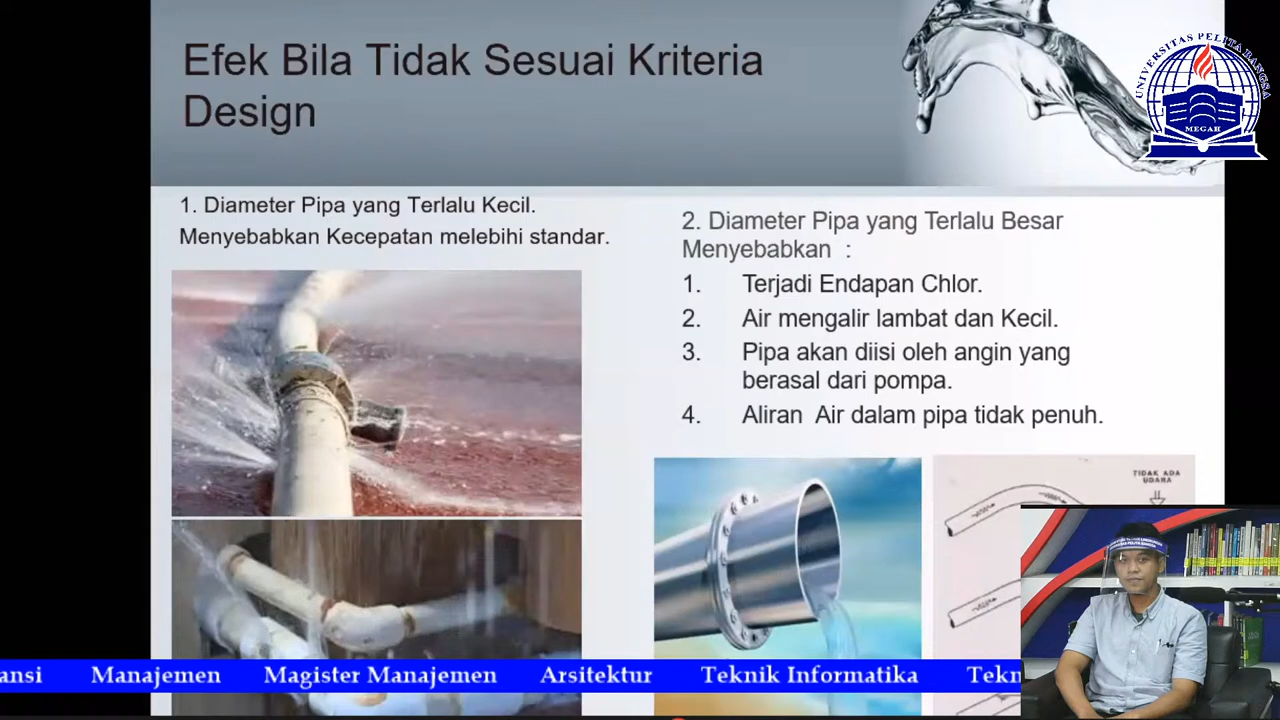 Efek Bila Tidak Sesuai Kriteria
Design
UNIVERSITAS PELITA BANGSA
MEGAH
1. Diameter Pipa yang Terlalu Kecil.
Menyebabkan Kecepatan melebihi standar.
2. Diameter Pipa yang Terlalu Besar
Menyebabkan :
1. Terjadi Endapan Chlor.
2. Air mengalir lambat dan Kecil.
3. Pipa akan diisi oleh angin yang
berasal dari pompa.
4. Aliran Air dalam pipa tidak penuh.
TIDAK ADA
UDARA
ansi Manajemen Magister Manajemen Arsitektur Teknik Informatika Tekn